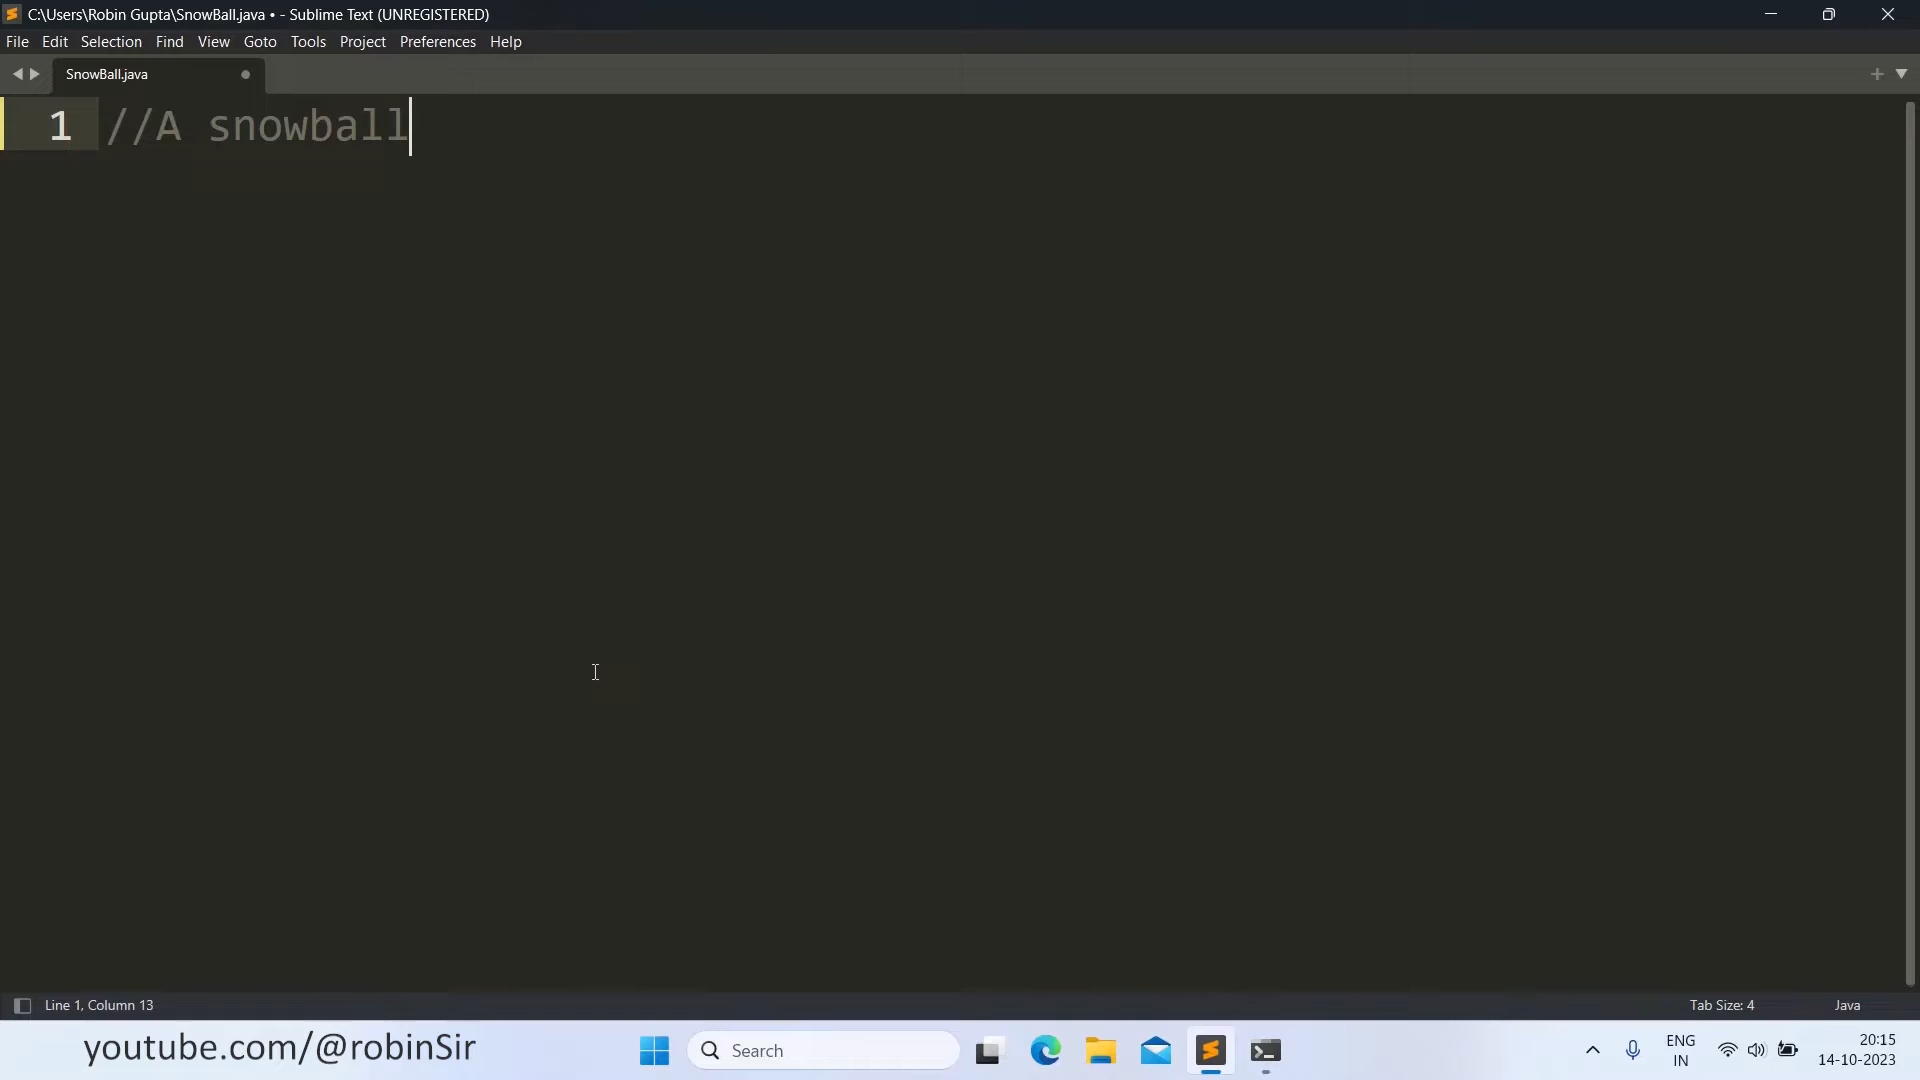 C:\Users\Robin Gupta\SnowBall.java • - Sublime Text (UNREGISTERED)
File Edit Selection Find View Goto Tools Project Preferences Help
SnowBall.java
1 //A snowball
Line 1, Column 13
Tab Size: 4
Java
youtube.com/@robinSir
Search
ENG
IN
20:15
14-10-2023